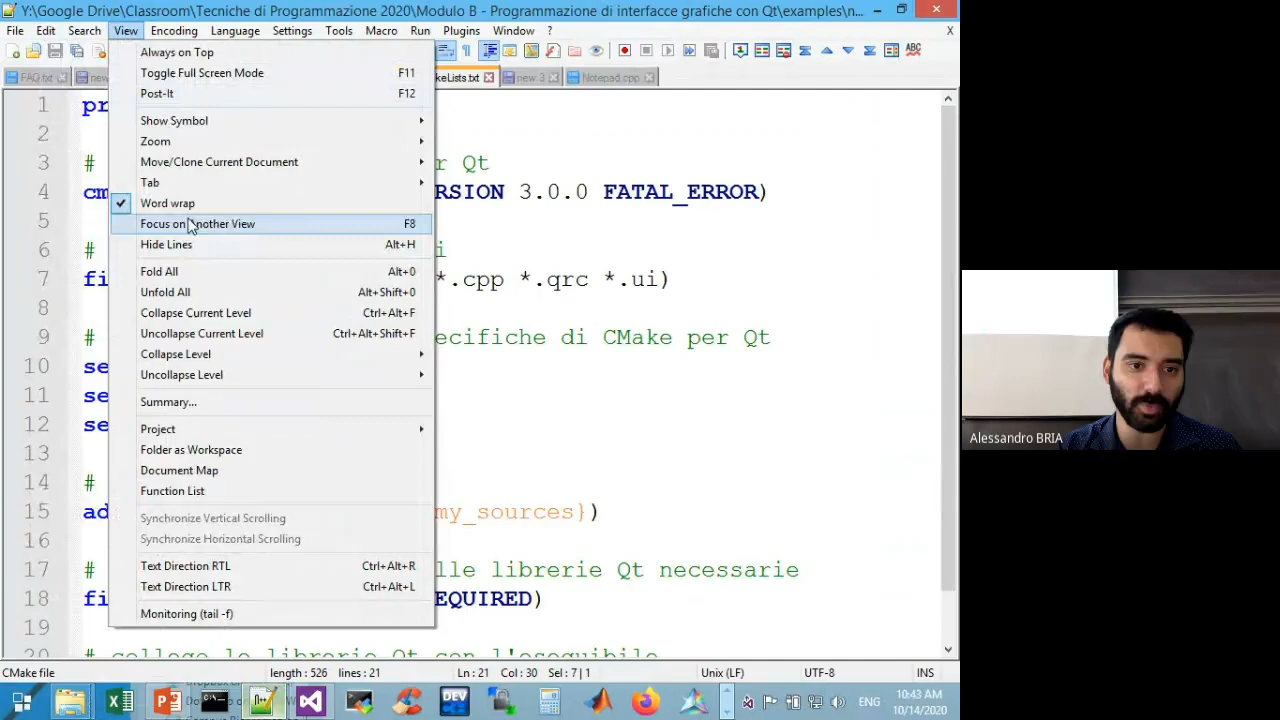 Y:\Google Drive\Classroom\Tecniche di Programmazione 2020\Modulo B - Programmazione di interfacce grafiche con Qt\examples\n...
File Edit Search View Encoding Language Settings Tools Macro Run Plugins Window ? X
FAQ.txt new keLists.txt new 3 Notepad.cpp
Always on Top
Toggle Full Screen Mode F11
Post-It F12
Show Symbol
Zoom
Move/Clone Current Document
Tab
Word wrap
Focus on Another View F8
Hide Lines Alt+H
Fold All Alt+0
Unfold All Alt+Shift+0
Collapse Current Level Ctrl+Alt+F
Uncollapse Current Level Ctrl+Alt+Shift+F
Collapse Level
Uncollapse Level
Summary...
Project
Folder as Workspace
Document Map
Function List
Synchronize Vertical Scrolling
Synchronize Horizontal Scrolling
Text Direction RTL Ctrl+Alt+R
Text Direction LTR Ctrl+Alt+L
Monitoring (tail -f)
1 pr
2
3 # r Qt
4 cm RSION 3.0.0 FATAL_ERROR)
5
6 # i
7 fi *.cpp *.qrc *.ui)
8
9 # ecifiche di CMake per Qt
10 se
11 se
12 se
13
14 #
15 ad my_sources})
16
17 # lle librerie Qt necessarie
18 fi EQUIRED)
19
20 # collego le librerie Qt con l'eseguibile
CMake file length : 526 lines : 21 Ln : 21 Col : 30 Sel : 7 | 1 Unix (LF) UTF-8 INS
DEV
ENG
10:43 AM
10/14/2020
Alessandro BRIA